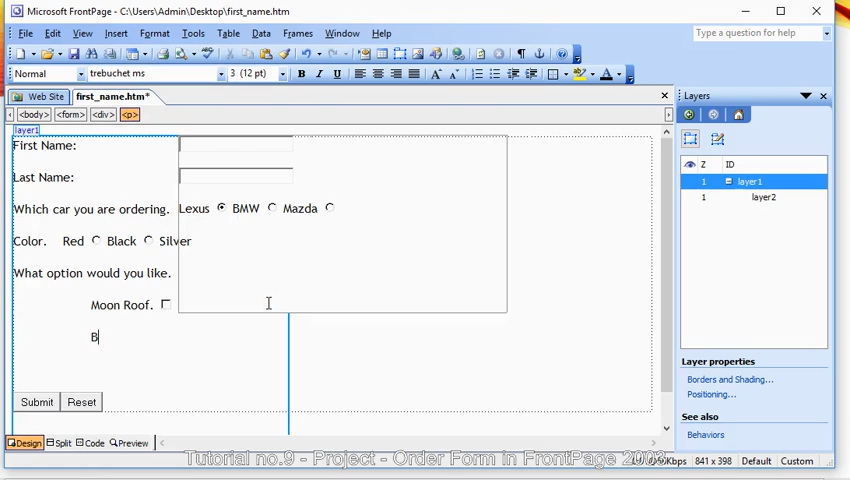 Microsoft FrontPage - C:\Users\Admin\Desktop\first_name.htm
File Edit View Insert Format Tools Table Data Frames Window Help Type a question for help
Normal trebuchet ms 3 (12 pt) B I U A A A
Web Site first_name.htm* Layers
<body> <form> <div> <p>
layer1
Z ID
First Name:
1 layer1
Last Name:
1 layer2
Which car you are ordering. Lexus BMW Mazda
Color. Red Black Silver
What option would you like.
Moon Roof.
B
Layer properties
Borders and Shading...
Positioning...
Submit Reset
See also
Behaviors
Design Split Code Preview
Tutorial no.9 - Project - Order Form in FrontPage 2003
Kbps 841 x 398 Default Custom